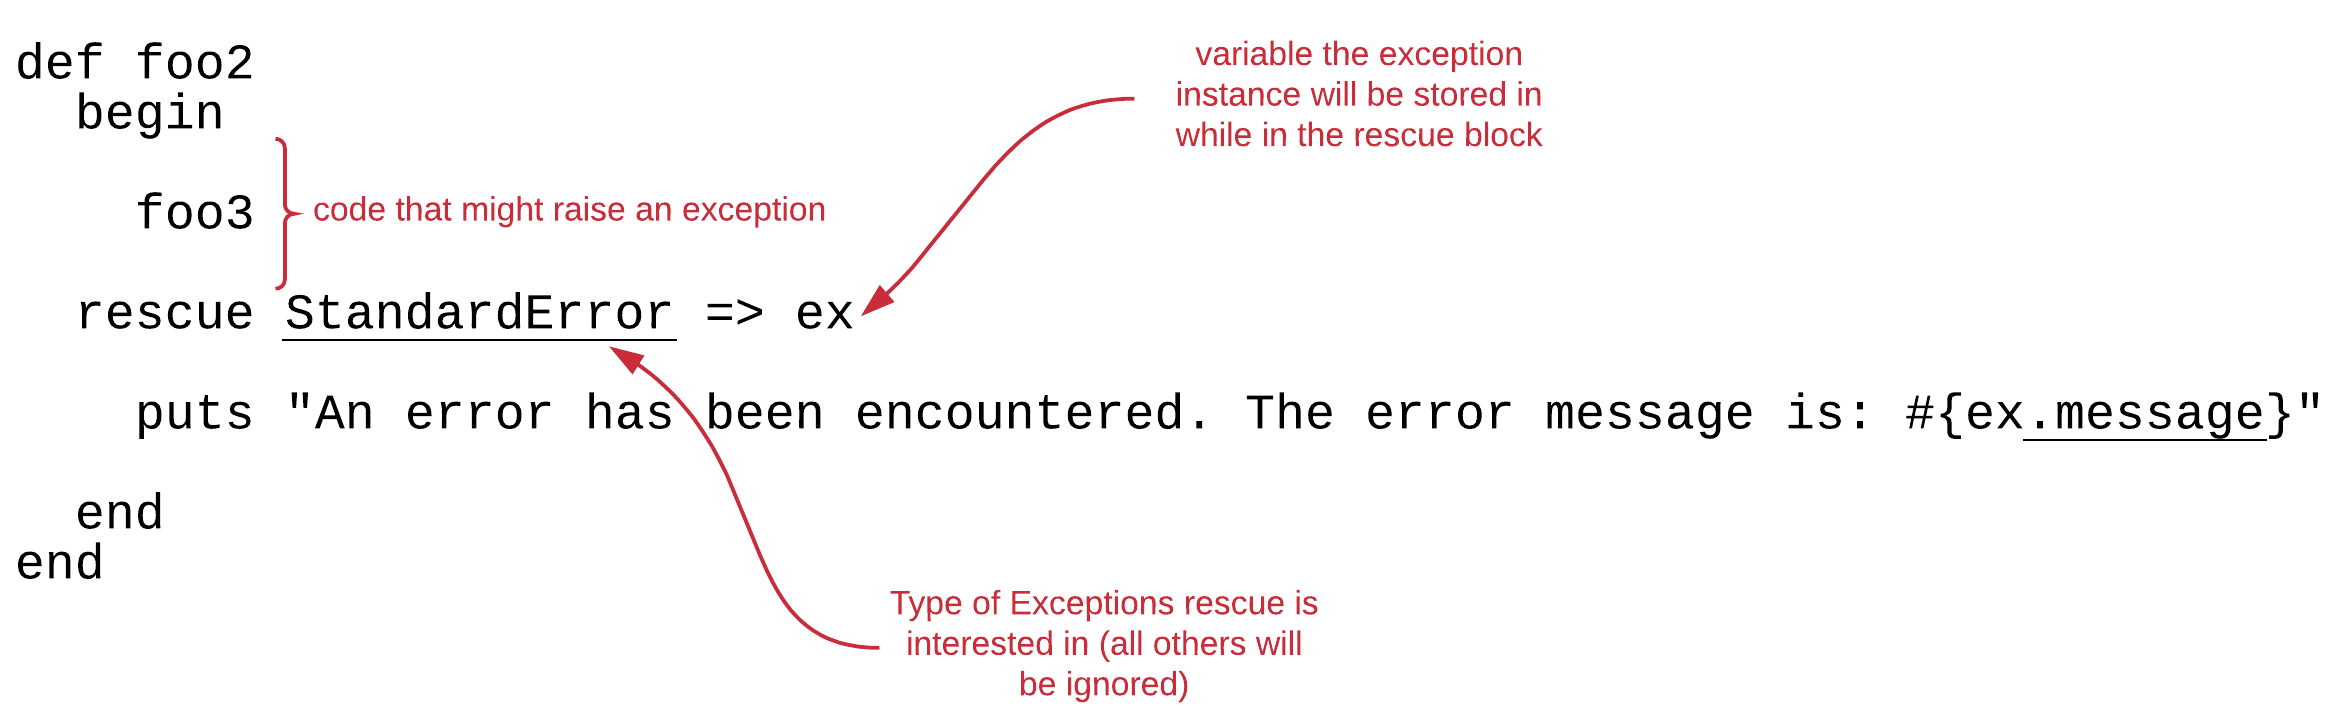 def foo2
begin
foo3
code that might raise an exception
variable the exception
instance will be stored in
while in the rescue block
rescue StandardError => ex
puts "An error has been encountered. The error message is: #{ex.message}"
end
end
Type of Exceptions rescue is
interested in (all others will
be ignored)